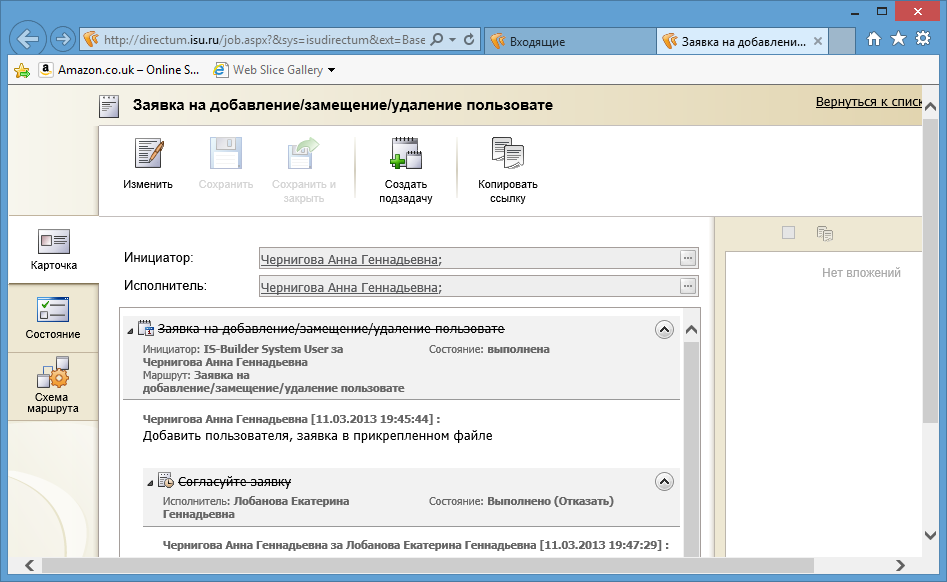 http://directum.isu.ru/job.aspx?&sys=isudirectum&ext=Base
Входящие
Заявка на добавлени...
a Amazon.co.uk – Online S...
Web Slice Gallery
Заявка на добавление/замещение/удаление пользовате
Вернуться к списк
Изменить
Сохранить
Сохранить и
закрыть
Создать
подзадачу
Копировать
ссылку
Карточка
Состояние
Схема
маршрута
Инициатор:
Чернигова Анна Геннадьевна;
Исполнитель:
Чернигова Анна Геннадьевна;
Нет вложений
Заявка на добавление/замещение/удаление пользовате
Инициатор: IS-Builder System User за
Чернигова Анна Геннадьевна
Состояние: выполнена
Маршрут: Заявка на
добавление/замещение/удаление пользовате
Чернигова Анна Геннадьевна [11.03.2013 19:45:44] :
Добавить пользователя, заявка в прикрепленном файле
Согласуйте заявку
Исполнитель: Лобанова Екатерина
Геннадьевна
Состояние: Выполнено (Отказать)
Чернигова Анна Геннадьевна за Лобанова Екатерина Геннадьевна [11.03.2013 19:47:29] :